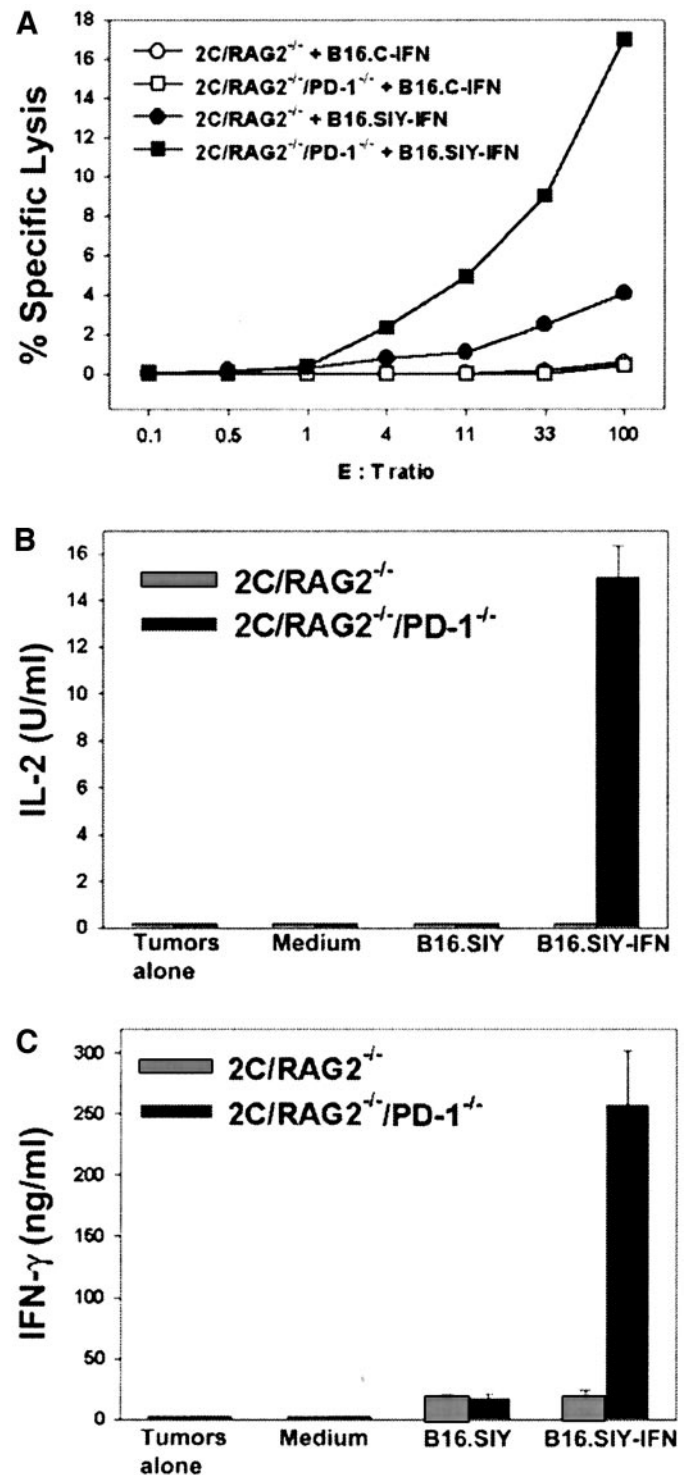 A
18
16
14
12
10
8
6
4
2
0
% Specific Lysis
2C/RAG2-/- + B16.C-IFN
2C/RAG2-/-/PD-1-/- + B16.C-IFN
2C/RAG2-/- + B16.SIY-IFN
2C/RAG2-/-/PD-1-/- + B16.SIY-IFN
0.1 0.5 1 4 11 33 100
E : T ratio
B
16
14
12
10
8
6
4
2
0
IL-2 (U/ml)
2C/RAG2-/-
2C/RAG2-/-/PD-1-/-
Tumors alone Medium B16.SIY B16.SIY-IFN
C
300
250
200
150
100
50
0
IFN-γ (ng/ml)
2C/RAG2-/-
2C/RAG2-/-/PD-1-/-
Tumors alone Medium B16.SIY B16.SIY-IFN